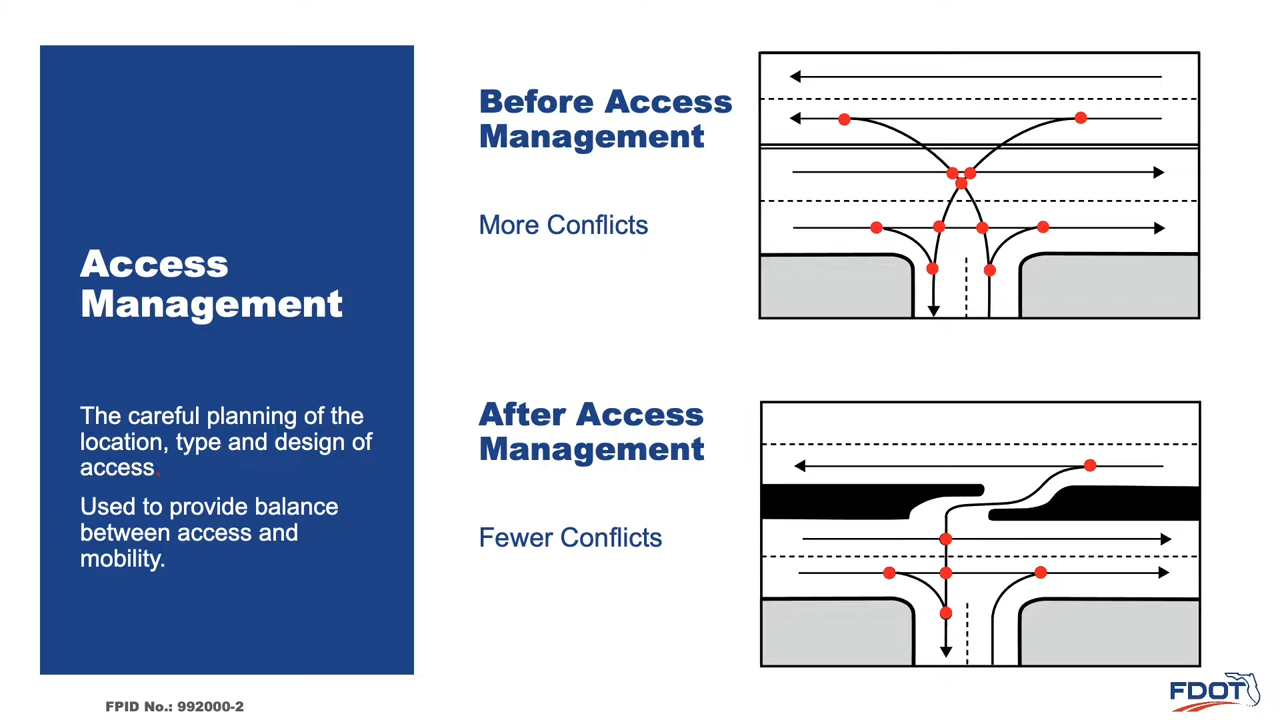 Access
Management
The careful planning of the
location, type and design of
access.
Used to provide balance
between access and
mobility.
Before Access
Management
More Conflicts
After Access
Management
Fewer Conflicts
FPID No.: 992000-2
FDOT